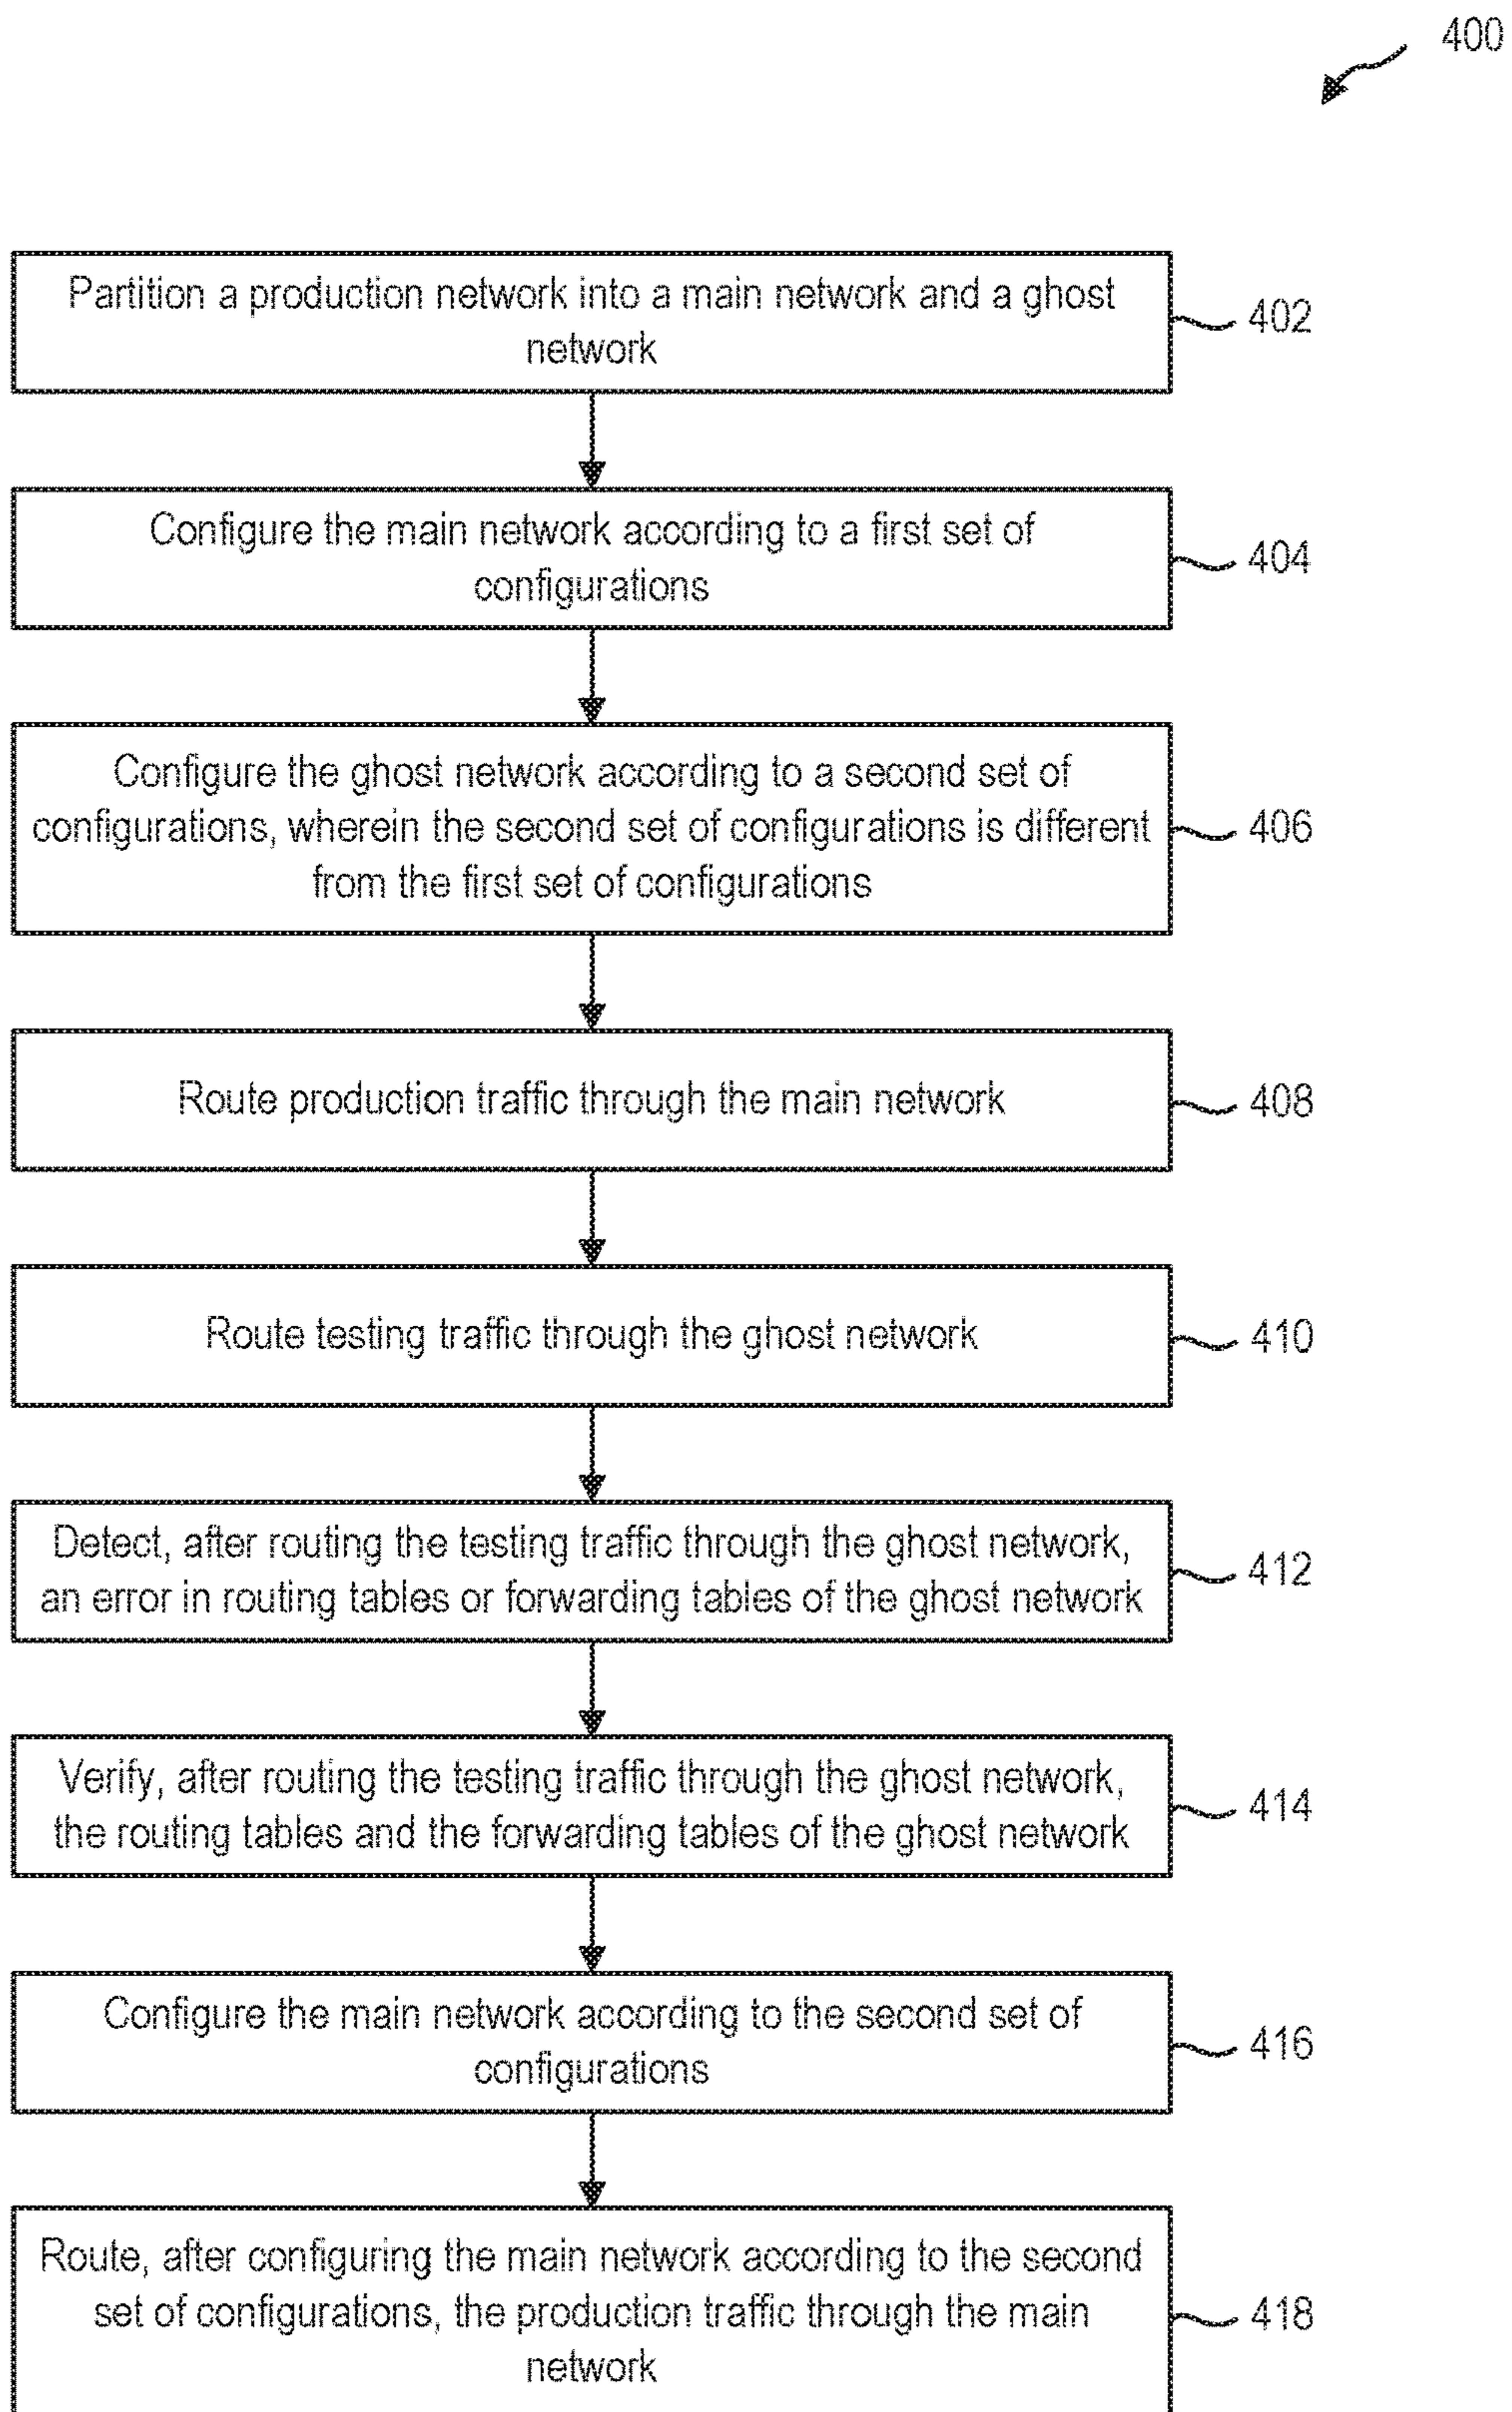 400
Partition a production network into a main network and a ghost
network
402
Configure the main network according to a first set of
configurations
404
Configure the ghost network according to a second set of
configurations, wherein the second set of configurations is different
from the first set of configurations
406
Route production traffic through the main network
408
Route testing traffic through the ghost network
410
Detect, after routing the testing traffic through the ghost network,
an error in routing tables or forwarding tables of the ghost network
412
Verify, after routing the testing traffic through the ghost network,
the routing tables and the forwarding tables of the ghost network
414
Configure the main network according to the second set of
configurations
416
Route, after configuring the main network according to the second
set of configurations, the production traffic through the main
network
418